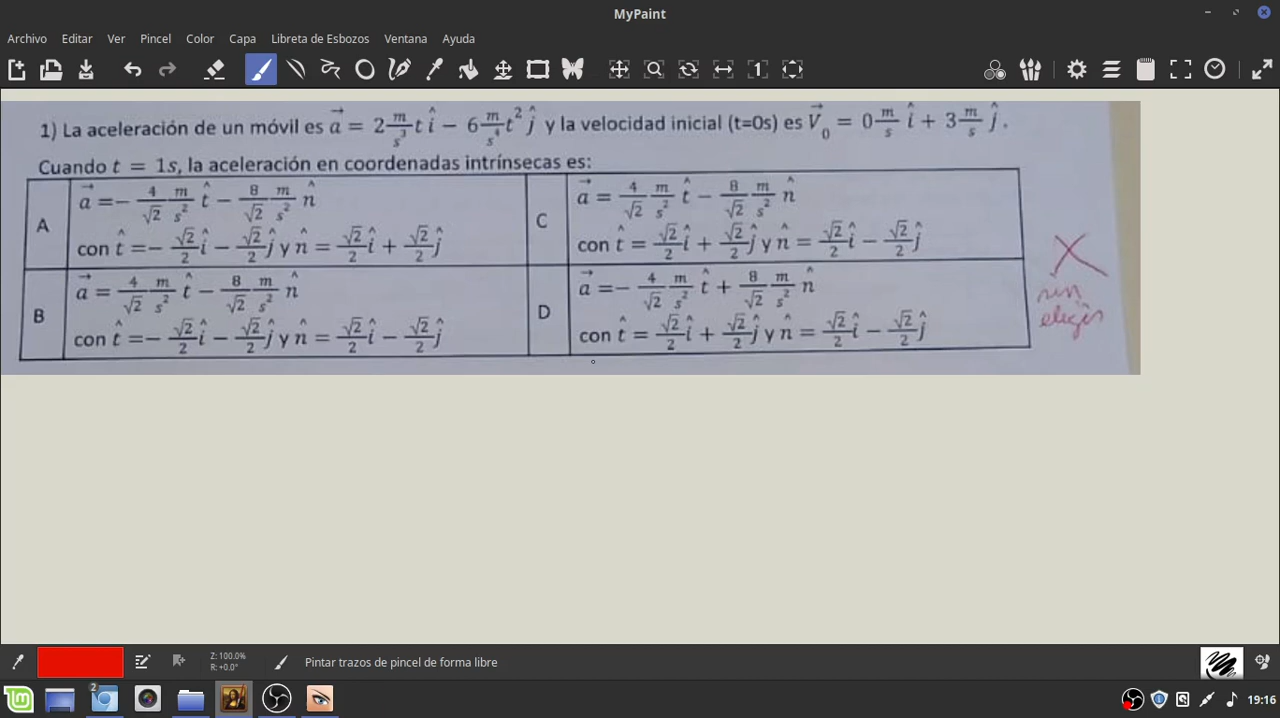 MyPaint
Archivo Editar Ver Pincel Color Capa Libreta de Esbozos Ventana Ayuda
1) La aceleración de un móvil es a⃗ = 2 m/s³ t î − 6 m/s⁴ t² ĵ y la velocidad inicial (t=0s) es V⃗₀ = 0 m/s î + 3 m/s ĵ.
Cuando t = 1s, la aceleración en coordenadas intrínsecas es:
A
a⃗ =− 4/√2 m/s² t̂ − 8/√2 m/s² n̂
con t̂ =− √2/2 î − √2/2 ĵ y n̂ = √2/2 î + √2/2 ĵ
C
a⃗ = 4/√2 m/s² t̂ − 8/√2 m/s² n̂
con t̂ = √2/2 î + √2/2 ĵ y n̂ = √2/2 î − √2/2 ĵ
B
a⃗ = 4/√2 m/s² t̂ − 8/√2 m/s² n̂
con t̂ =− √2/2 î − √2/2 ĵ y n̂ = √2/2 î − √2/2 ĵ
D
a⃗ =− 4/√2 m/s² t̂ + 8/√2 m/s² n̂
con t̂ = √2/2 î + √2/2 ĵ y n̂ = √2/2 î − √2/2 ĵ
sin
elegir
Z: 100.0%
R: +0.0°
Pintar trazos de pincel de forma libre
2
19:16